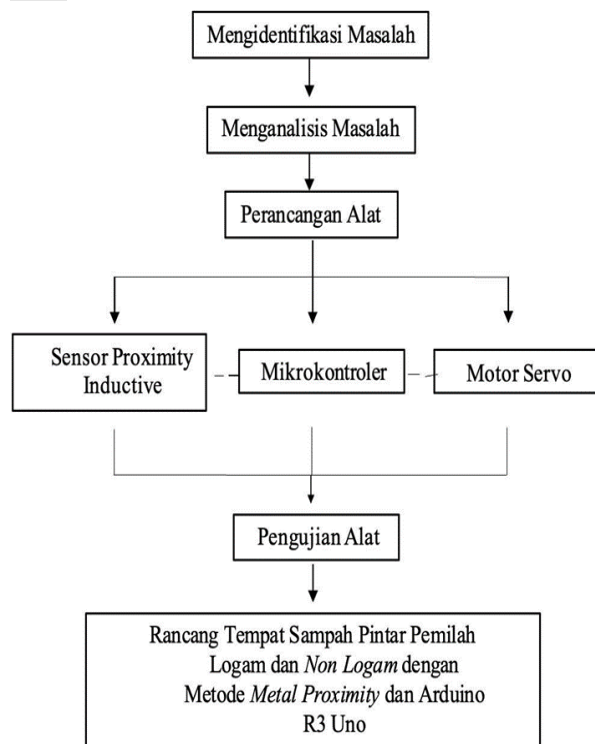 Mengidentifikasi Masalah
Menganalisis Masalah
Perancangan Alat
Sensor Proximity
Inductive
Mikrokontroler
Motor Servo
Pengujian Alat
Rancang Tempat Sampah Pintar Pemilah
Logam dan Non Logam dengan
Metode Metal Proximity dan Arduino
R3 Uno